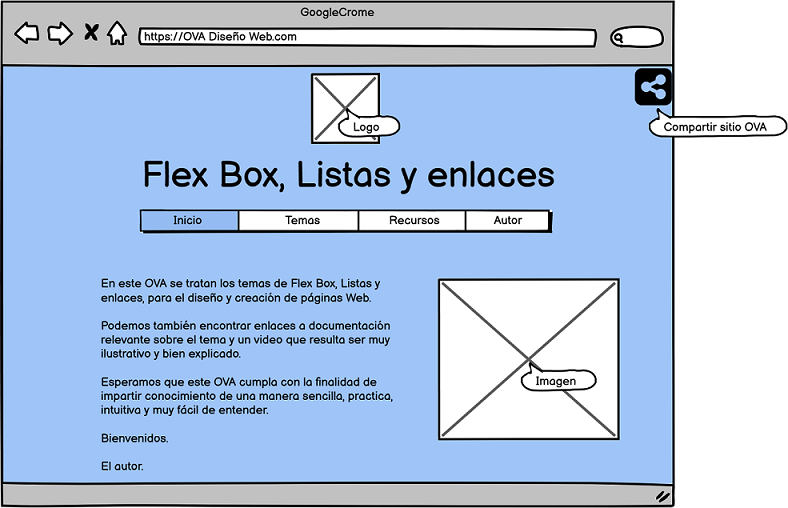 GoogleCrome
https://OVA Diseño Web.com
Logo
Compartir sitio OVA
Flex Box, Listas y enlaces
Inicio Temas Recursos Autor
En este OVA se tratan los temas de Flex Box, Listas y
enlaces, para el diseño y creación de páginas Web.
Podemos también encontrar enlaces a documentación
relevante sobre el tema y un video que resulta ser muy
ilustrativo y bien explicado.
Esperamos que este OVA cumpla con la finalidad de
impartir conocimiento de una manera sencilla, practica,
intuitiva y muy fácil de entender.
Bienvenidos.
El autor.
Imagen